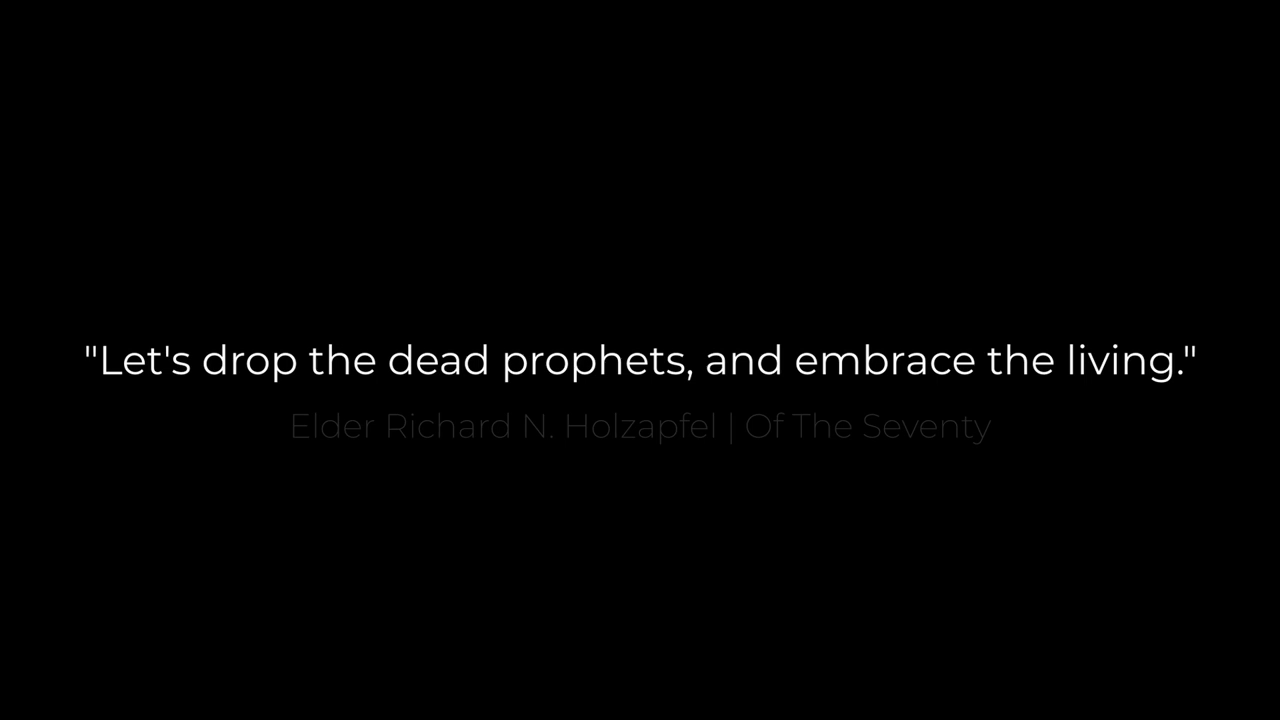 "Let's drop the dead prophets, and embrace the living."
Elder Richard N. Holzapfel | Of The Seventy